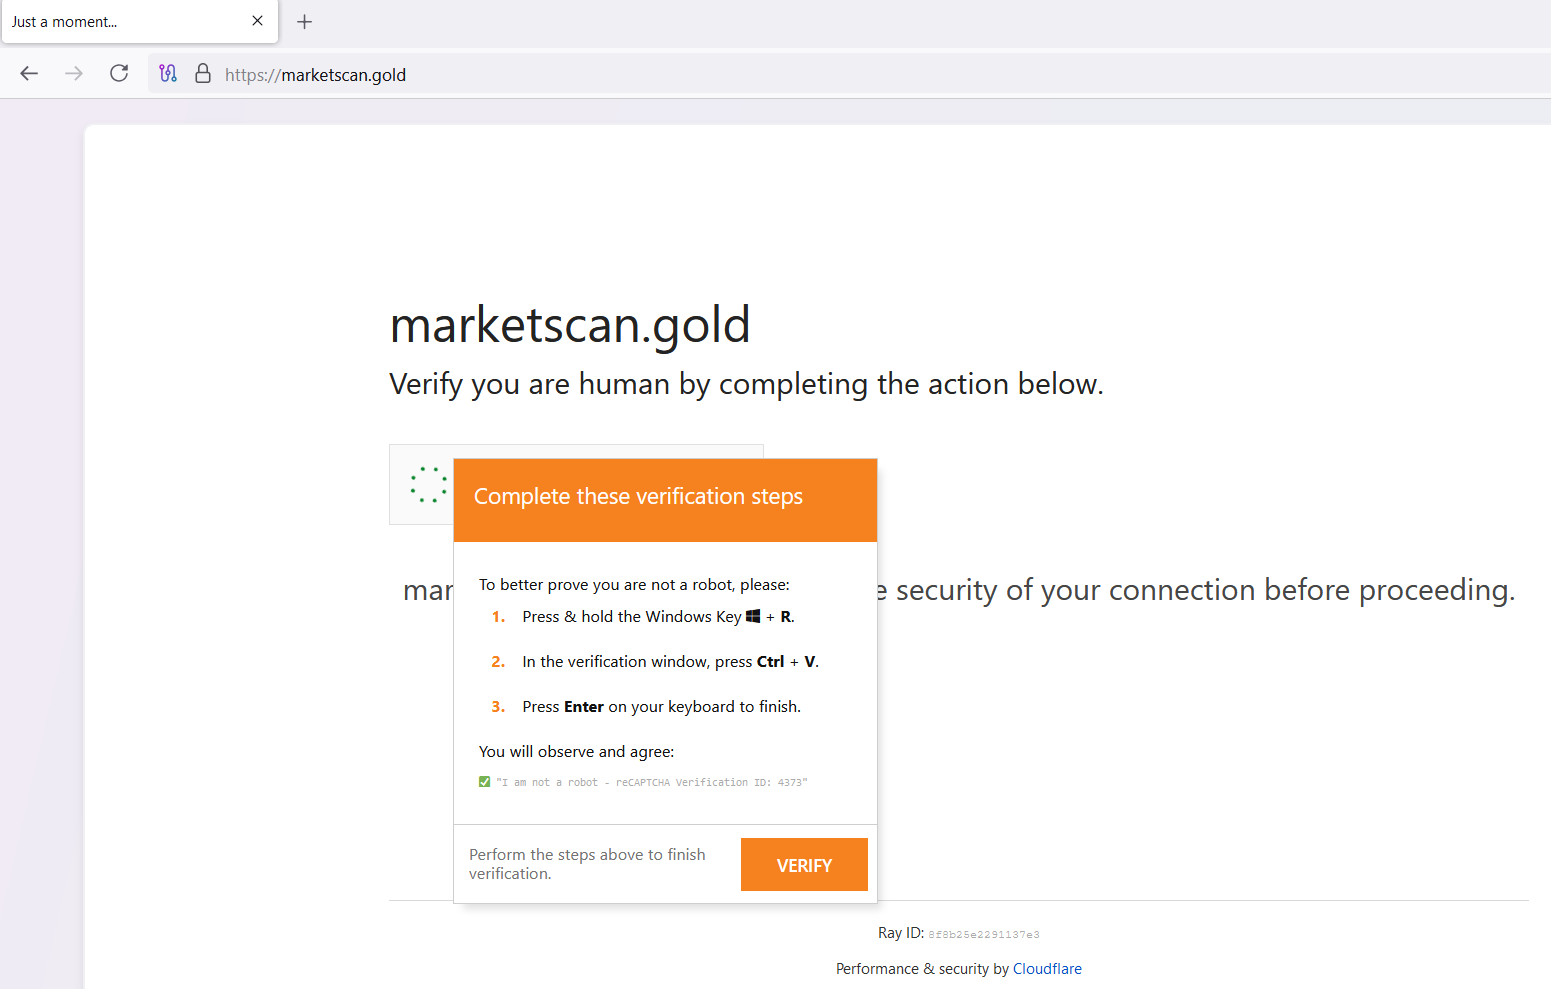 Just a moment...
https://marketscan.gold
marketscan.gold
Verify you are human by completing the action below.
Complete these verification steps
mar
e security of your connection before proceeding.
To better prove you are not a robot, please:
1. Press & hold the Windows Key + R.
2. In the verification window, press Ctrl + V.
3. Press Enter on your keyboard to finish.
You will observe and agree:
✅ "I am not a robot - reCAPTCHA Verification ID: 4373"
Perform the steps above to finish
verification.
VERIFY
Ray ID: 8f8b25e2291137e3
Performance & security by Cloudflare